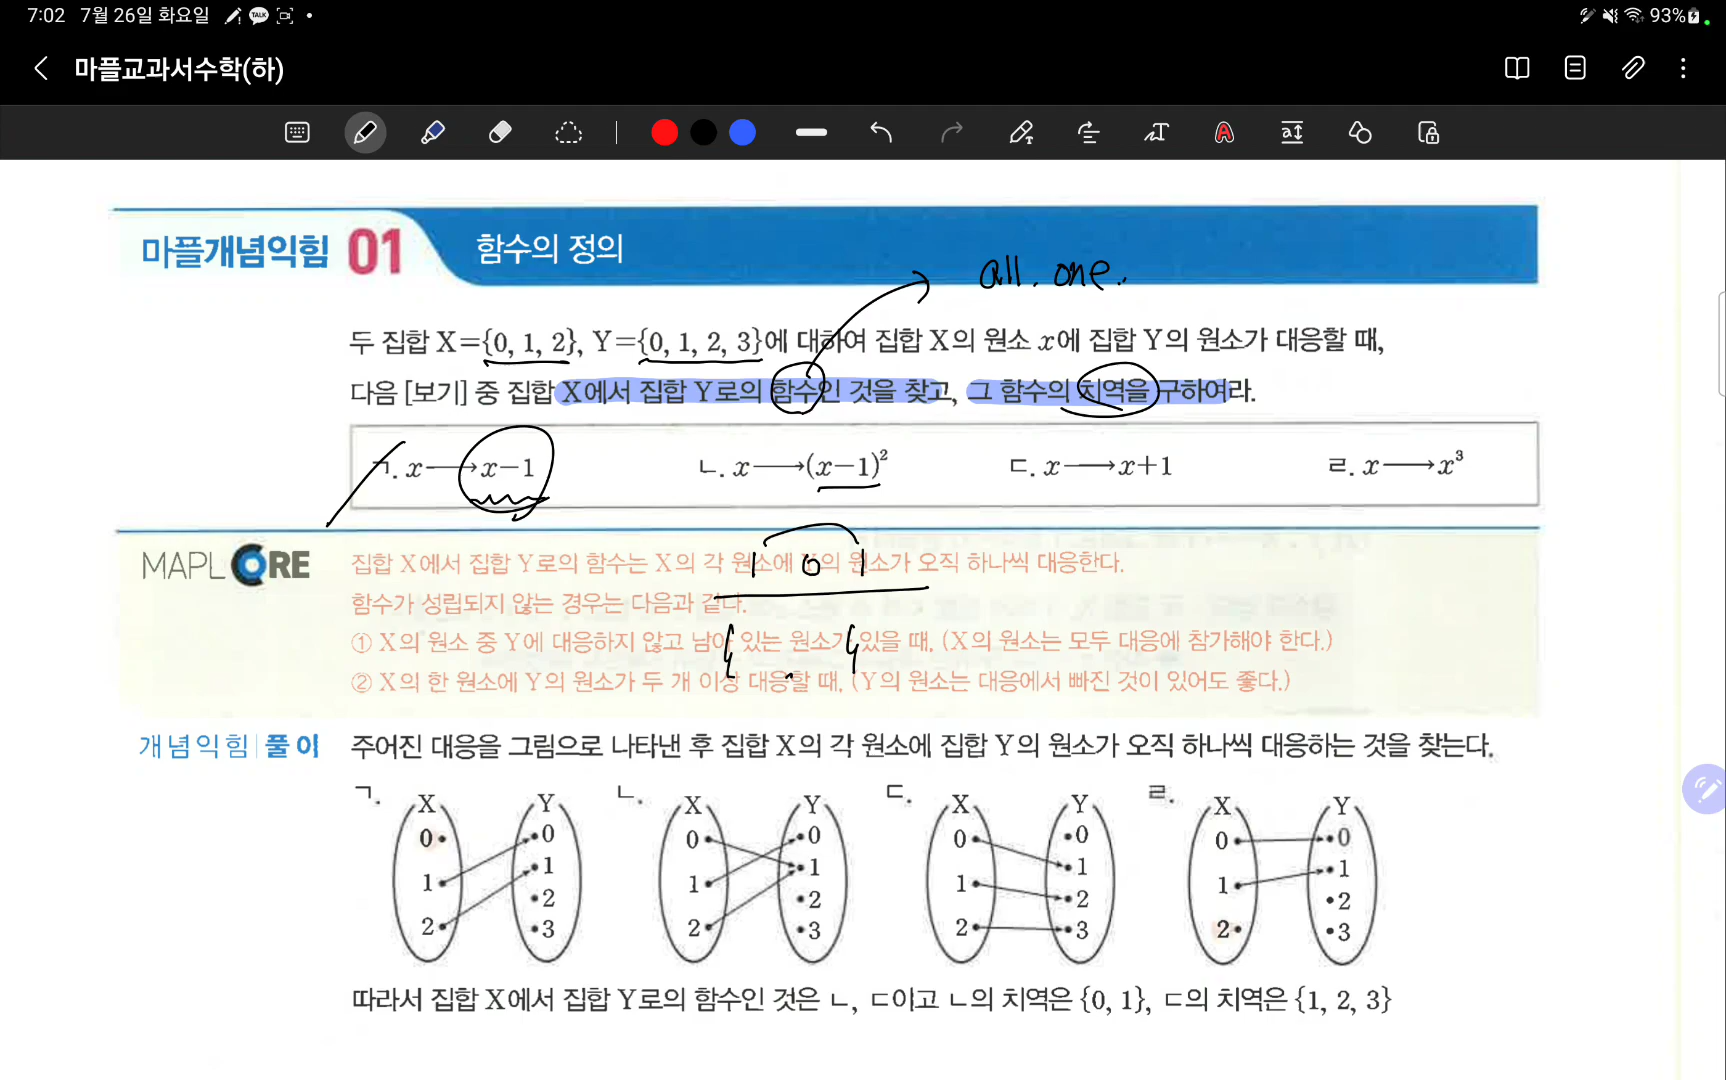 7:02 7월 26일 화요일
TALK
93%
마플교과서수학(하)
마플개념익힘 01 함수의 정의
all. one.
두 집합 X={0, 1, 2}, Y={0, 1, 2, 3}에 대하여 집합 X의 원소 x에 집합 Y의 원소가 대응할 때,
다음 [보기] 중 집합 X에서 집합 Y로의 함수인 것을 찾고, 그 함수의 치역을 구하여라.
ㄱ. x → x−1 ㄴ. x → (x−1)² ㄷ. x → x+1 ㄹ. x → x³
1 0 1
MAPL CORE
집합 X에서 집합 Y로의 함수는 X의 각 원소에 Y의 원소가 오직 하나씩 대응한다.
함수가 성립되지 않는 경우는 다음과 같다.
① X의 원소 중 Y에 대응하지 않고 남아 있는 원소가 있을 때, (X의 원소는 모두 대응에 참가해야 한다.)
② X의 한 원소에 Y의 원소가 두 개 이상 대응할 때, (Y의 원소는 대응에서 빠진 것이 있어도 좋다.)
개념익힘 | 풀이 주어진 대응을 그림으로 나타낸 후 집합 X의 각 원소에 집합 Y의 원소가 오직 하나씩 대응하는 것을 찾는다.
ㄱ. X Y ㄴ. X Y ㄷ. X Y ㄹ. X Y
0 0 0 0 0 0 0 0
1 1 1 1 1 1 1 1
2 2 2 2 2 2 2 2
3 3 3 3
따라서 집합 X에서 집합 Y로의 함수인 것은 ㄴ, ㄷ이고 ㄴ의 치역은 {0, 1}, ㄷ의 치역은 {1, 2, 3}